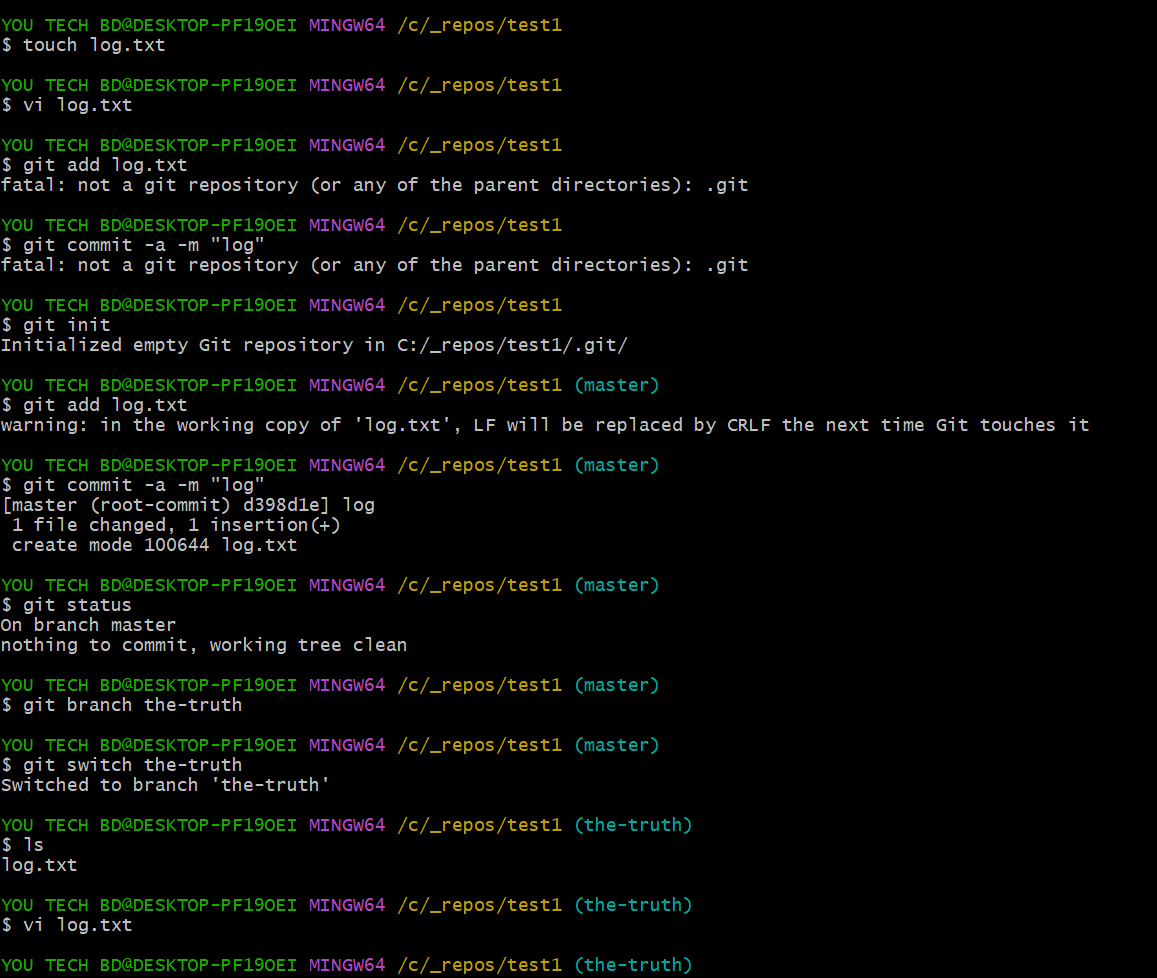 YOU TECH BD@DESKTOP-PF19OEI MINGW64 /c/_repos/test1
$ touch log.txt
YOU TECH BD@DESKTOP-PF19OEI MINGW64 /c/_repos/test1
$ vi log.txt
YOU TECH BD@DESKTOP-PF19OEI MINGW64 /c/_repos/test1
$ git add log.txt
fatal: not a git repository (or any of the parent directories): .git
YOU TECH BD@DESKTOP-PF19OEI MINGW64 /c/_repos/test1
$ git commit -a -m "log"
fatal: not a git repository (or any of the parent directories): .git
YOU TECH BD@DESKTOP-PF19OEI MINGW64 /c/_repos/test1
$ git init
Initialized empty Git repository in C:/_repos/test1/.git/
YOU TECH BD@DESKTOP-PF19OEI MINGW64 /c/_repos/test1 (master)
$ git add log.txt
warning: in the working copy of 'log.txt', LF will be replaced by CRLF the next time Git touches it
YOU TECH BD@DESKTOP-PF19OEI MINGW64 /c/_repos/test1 (master)
$ git commit -a -m "log"
[master (root-commit) d398d1e] log
 1 file changed, 1 insertion(+)
 create mode 100644 log.txt
YOU TECH BD@DESKTOP-PF19OEI MINGW64 /c/_repos/test1 (master)
$ git status
On branch master
nothing to commit, working tree clean
YOU TECH BD@DESKTOP-PF19OEI MINGW64 /c/_repos/test1 (master)
$ git branch the-truth
YOU TECH BD@DESKTOP-PF19OEI MINGW64 /c/_repos/test1 (master)
$ git switch the-truth
Switched to branch 'the-truth'
YOU TECH BD@DESKTOP-PF19OEI MINGW64 /c/_repos/test1 (the-truth)
$ ls
log.txt
YOU TECH BD@DESKTOP-PF19OEI MINGW64 /c/_repos/test1 (the-truth)
$ vi log.txt
YOU TECH BD@DESKTOP-PF19OEI MINGW64 /c/_repos/test1 (the-truth)